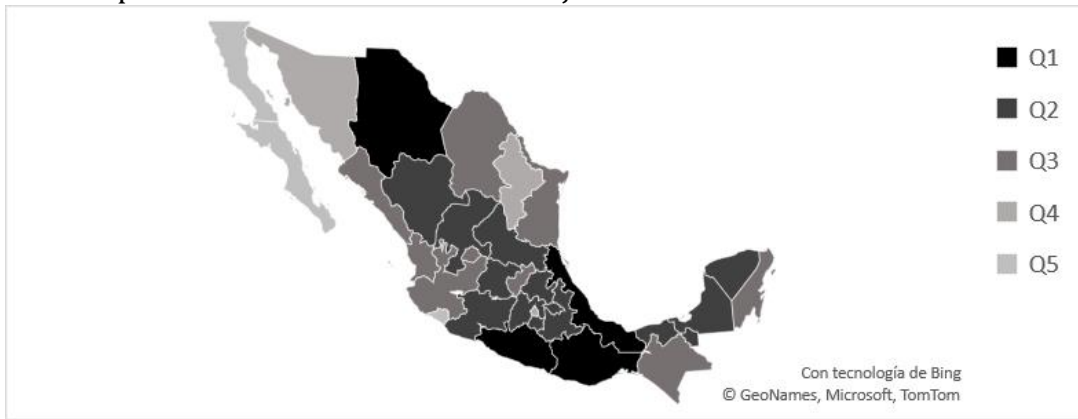 Q1
Q2
Q3
Q4
Q5
Con tecnología de Bing
© GeoNames, Microsoft, TomTom